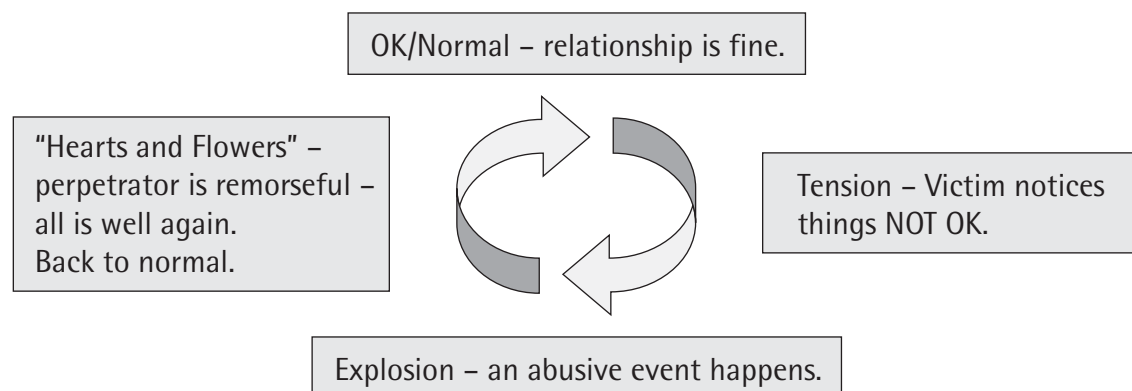 OK/Normal – relationship is fine.
"Hearts and Flowers" –
perpetrator is remorseful –
all is well again.
Back to normal.
Tension – Victim notices
things NOT OK.
Explosion – an abusive event happens.